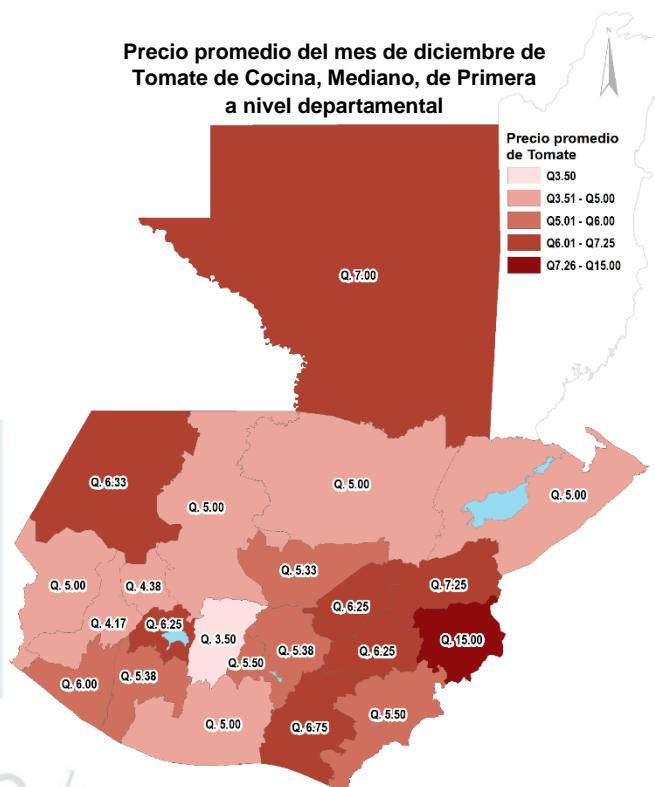 Precio promedio del mes de diciembre de
Tomate de Cocina, Mediano, de Primera
a nivel departamental
N
Precio promedio
de Tomate
Q3.50
Q3.51 - Q5.00
Q5.01 - Q6.00
Q6.01 - Q7.25
Q7.26 - Q15.00
Q. 7.00
Q. 6.33
Q. 5.00
Q. 5.00
Q. 5.00
Q. 5.33
Q. 5.00
Q. 4.38
Q. 7.25
Q. 6.25
Q. 4.17
Q. 6.25
Q. 3.50
Q. 5.38
Q. 6.25
Q. 15.00
Q. 5.50
Q. 6.00
Q. 5.38
Q. 5.00
Q. 6.75
Q. 5.50